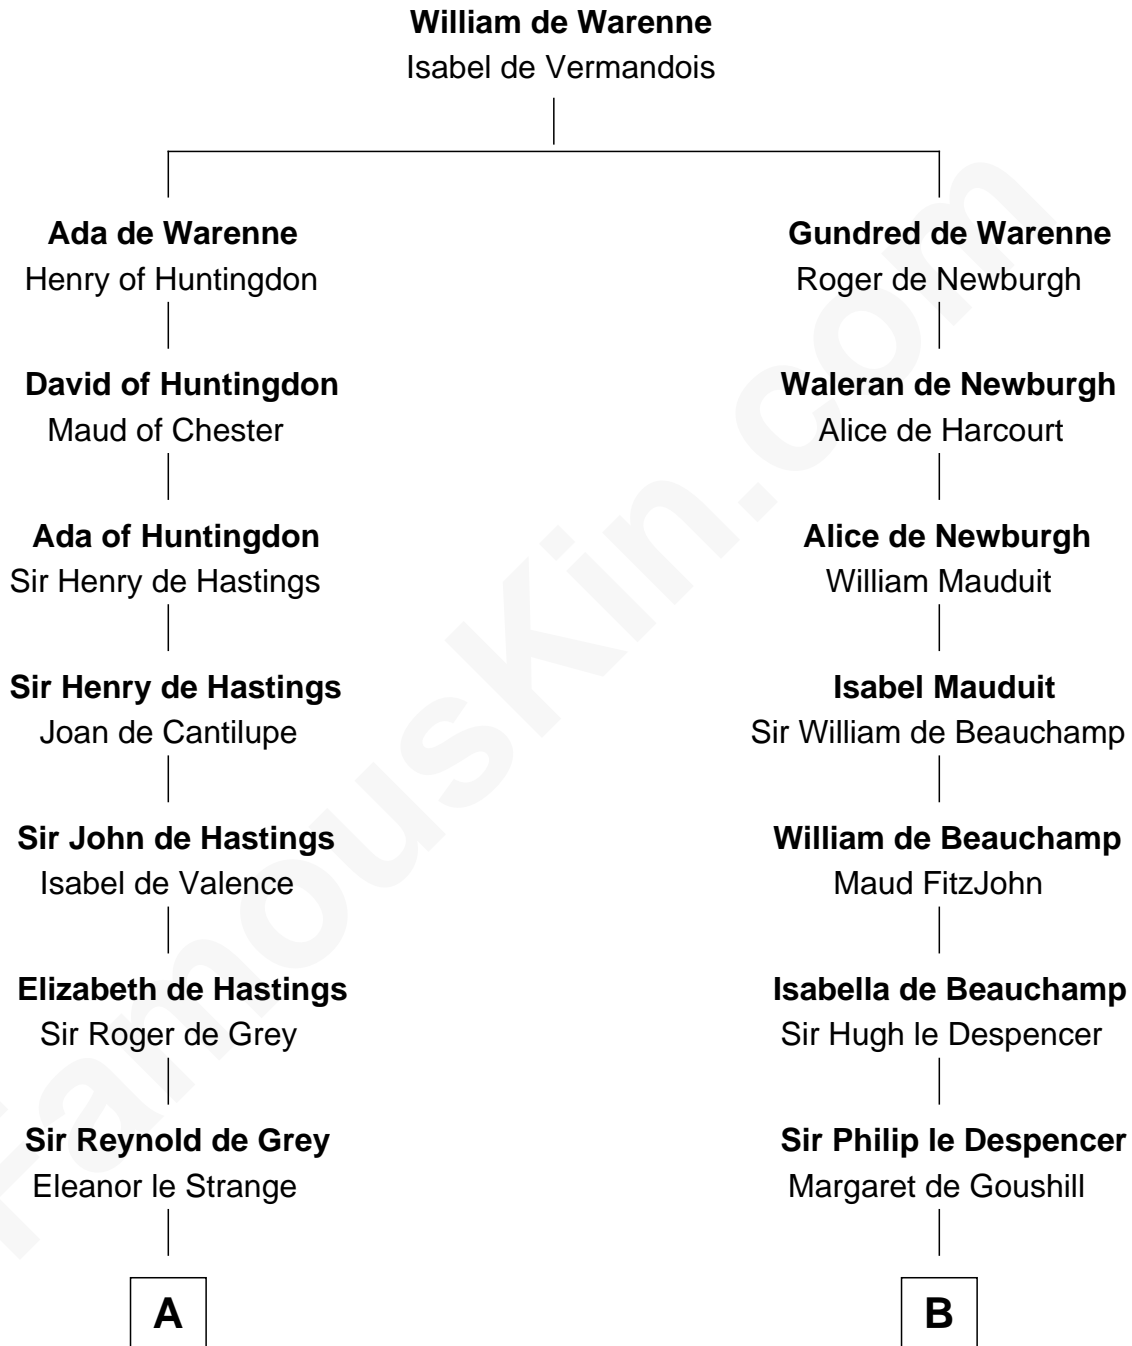 William de Warenne
Isabel de Vermandois
Ada de Warenne
Henry of Huntingdon
Gundred de Warenne
Roger de Newburgh
David of Huntingdon
Maud of Chester
Waleran de Newburgh
Alice de Harcourt
Ada of Huntingdon
Sir Henry de Hastings
Alice de Newburgh
William Mauduit
Sir Henry de Hastings
Joan de Cantilupe
Isabel Mauduit
Sir William de Beauchamp
Sir John de Hastings
Isabel de Valence
William de Beauchamp
Maud FitzJohn
Elizabeth de Hastings
Sir Roger de Grey
Isabella de Beauchamp
Sir Hugh le Despencer
Sir Reynold de Grey
Eleanor le Strange
Sir Philip le Despencer
Margaret de Goushill
A
B
FamousKin.com